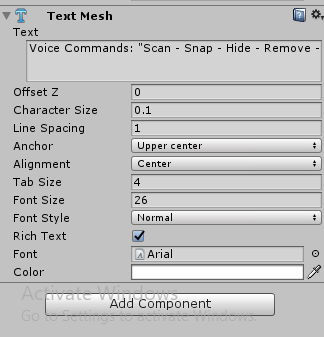 Text Mesh
Text
Voice Commands: "Scan - Snap - Hide - Remove -
Offset Z 0
Character Size 0.1
Line Spacing 1
Anchor Upper center
Alignment Center
Tab Size 4
Font Size 26
Font Style Normal
Rich Text
Font Arial
Color
Activate Windows
Add Component
Go to Settings to activate Windows.